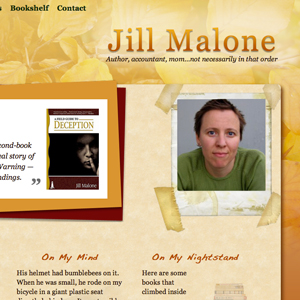 Bookshelf Contact
Jill Malone
Author, accountant, mom...not necessarily in that order
A FIELD GUIDE TO
DECEPTION
Jill Malone
cond-book
al story of
Warning —
ndings.
”
On My Mind
His helmet had bumblebees on it.
When he was small, he rode on my
bicycle in a giant plastic seat
On My Nightstand
Here are some
books that
climbed inside